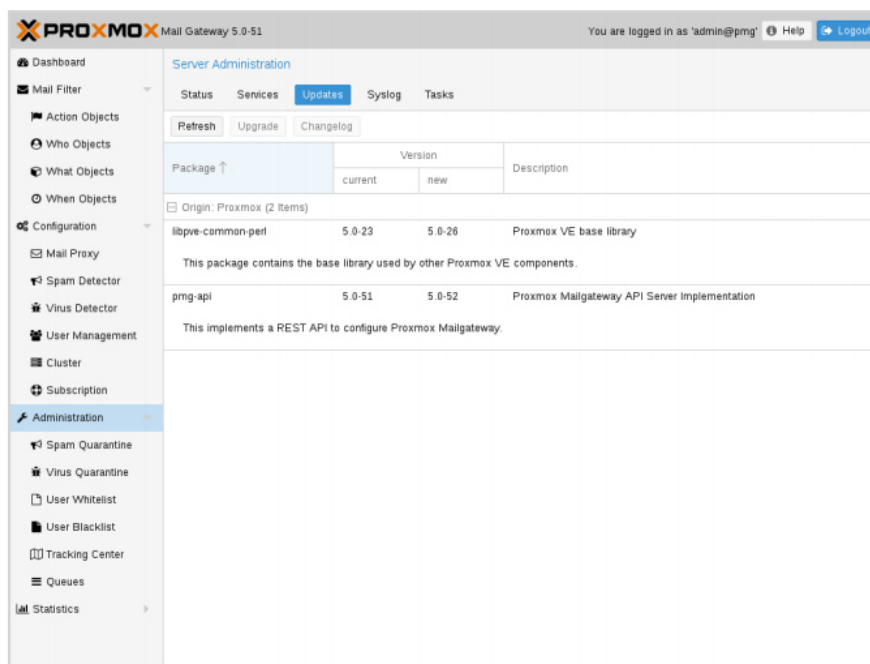 PROXMOX Mail Gateway 5.0-51 You are logged in as 'admin@pmg' Help Logout
Dashboard
Mail Filter
Action Objects
Who Objects
What Objects
When Objects
Configuration
Mail Proxy
Spam Detector
Virus Detector
User Management
Cluster
Subscription
Administration
Spam Quarantine
Virus Quarantine
User Whitelist
User Blacklist
Tracking Center
Queues
Statistics
Server Administration
Status Services Updates Syslog Tasks
Refresh Upgrade Changelog
Package Version Description
current new
Origin: Proxmox (2 Items)
libpve-common-perl 5.0-23 5.0-26 Proxmox VE base library
This package contains the base library used by other Proxmox VE components.
pmg-api 5.0-51 5.0-52 Proxmox Mailgateway API Server Implementation
This implements a REST API to configure Proxmox Mailgateway.